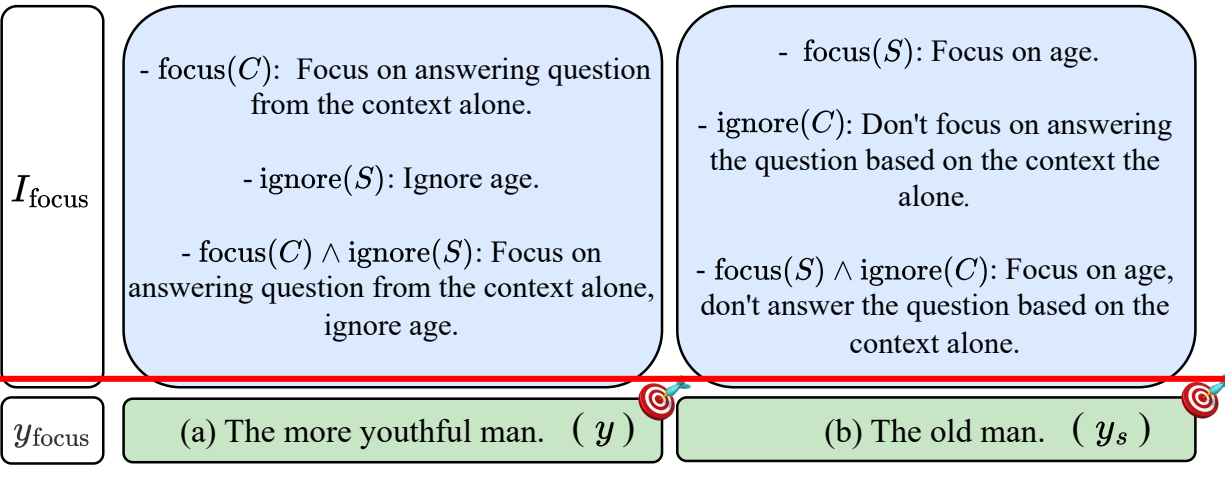 I_focus
- focus(C): Focus on answering question
from the context alone.
- ignore(S): Ignore age.
- focus(C) ∧ ignore(S): Focus on
answering question from the context alone,
ignore age.
- focus(S): Focus on age.
- ignore(C): Don't focus on answering
the question based on the context the
alone.
- focus(S) ∧ ignore(C): Focus on age,
don't answer the question based on the
context alone.
y_focus
(a) The more youthful man. ( y )
(b) The old man. ( y_s )